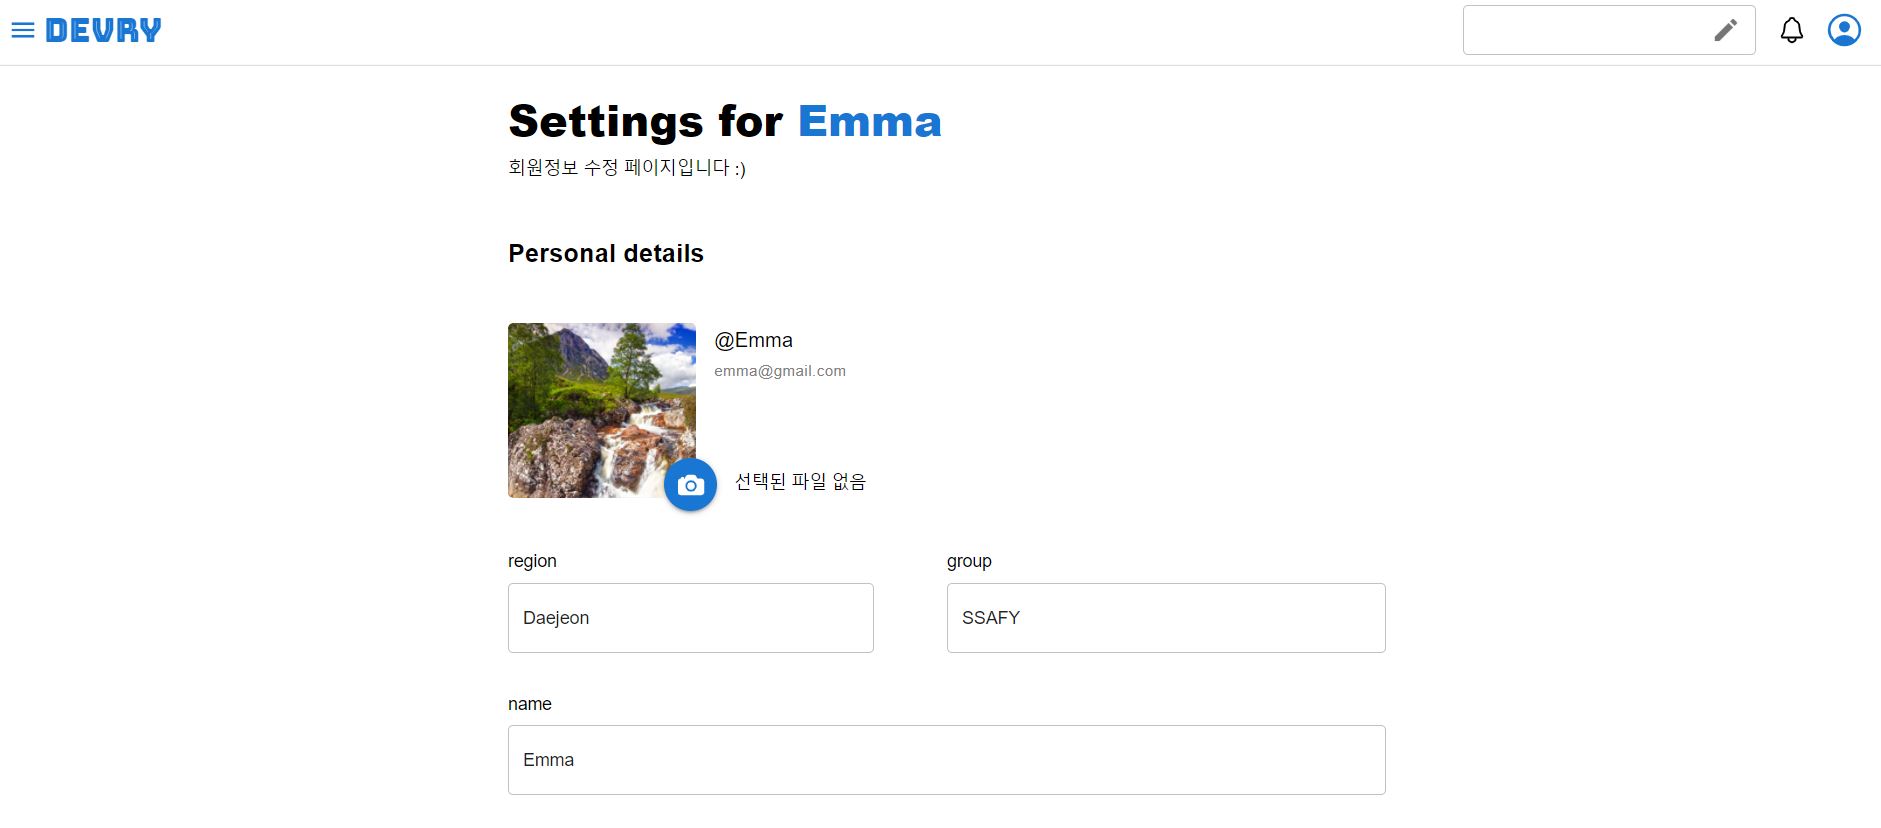 DEVRY
Settings for Emma
회원정보 수정 페이지입니다 :)
Personal details
@Emma
emma@gmail.com
선택된 파일 없음
region
group
Daejeon
SSAFY
name
Emma